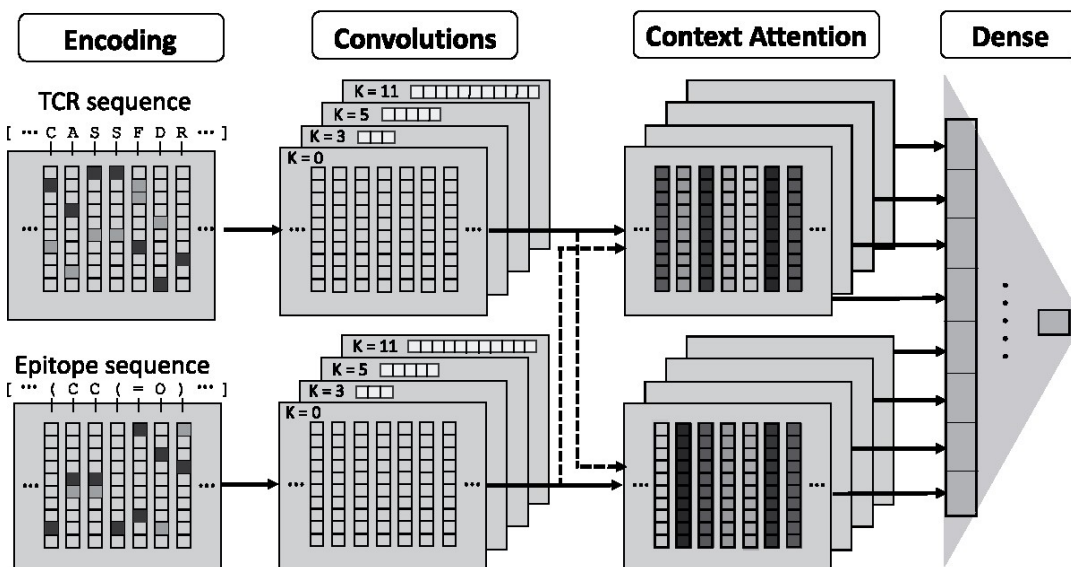 Encoding
Convolutions
Context Attention
Dense
TCR sequence
[ ··· C A S S F D R ··· ]
··· ···
K = 11
K = 5
K = 3
K = 0
··· ···
··· ···
Epitope sequence
[ ··· ( C C ( = O ) ··· ]
··· ···
K = 11
K = 5
K = 3
K = 0
··· ···
··· ···